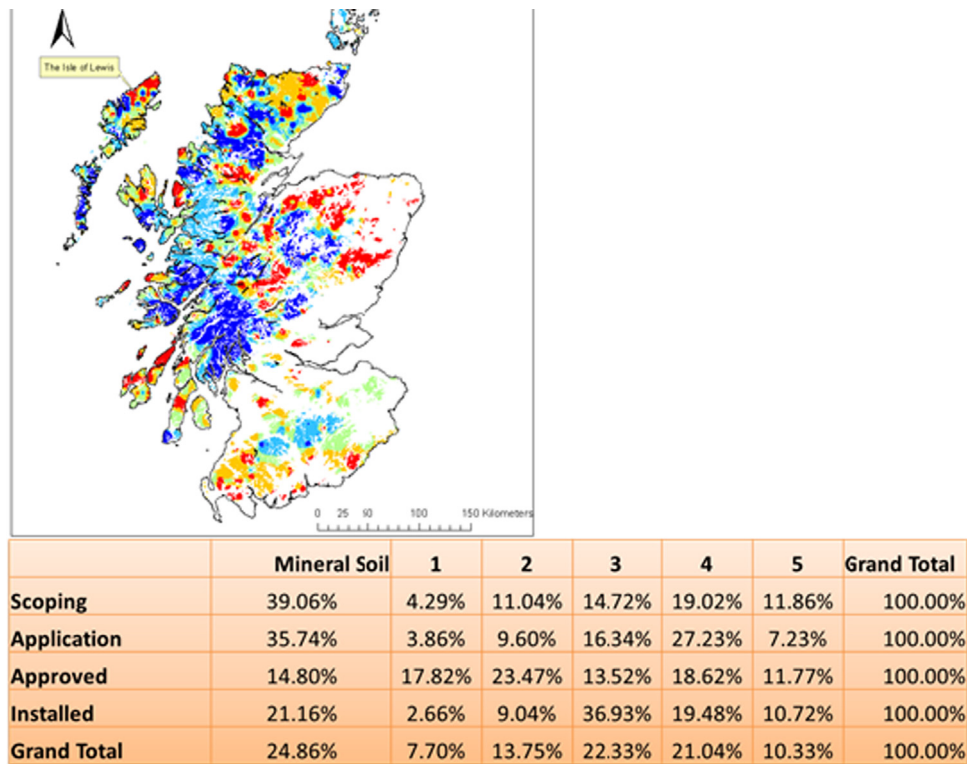 The Isle of Lewis
0 25 50 100 150 Kilometers
Mineral Soil 1 2 3 4 5 Grand Total
Scoping 39.06% 4.29% 11.04% 14.72% 19.02% 11.86% 100.00%
Application 35.74% 3.86% 9.60% 16.34% 27.23% 7.23% 100.00%
Approved 14.80% 17.82% 23.47% 13.52% 18.62% 11.77% 100.00%
Installed 21.16% 2.66% 9.04% 36.93% 19.48% 10.72% 100.00%
Grand Total 24.86% 7.70% 13.75% 22.33% 21.04% 10.33% 100.00%